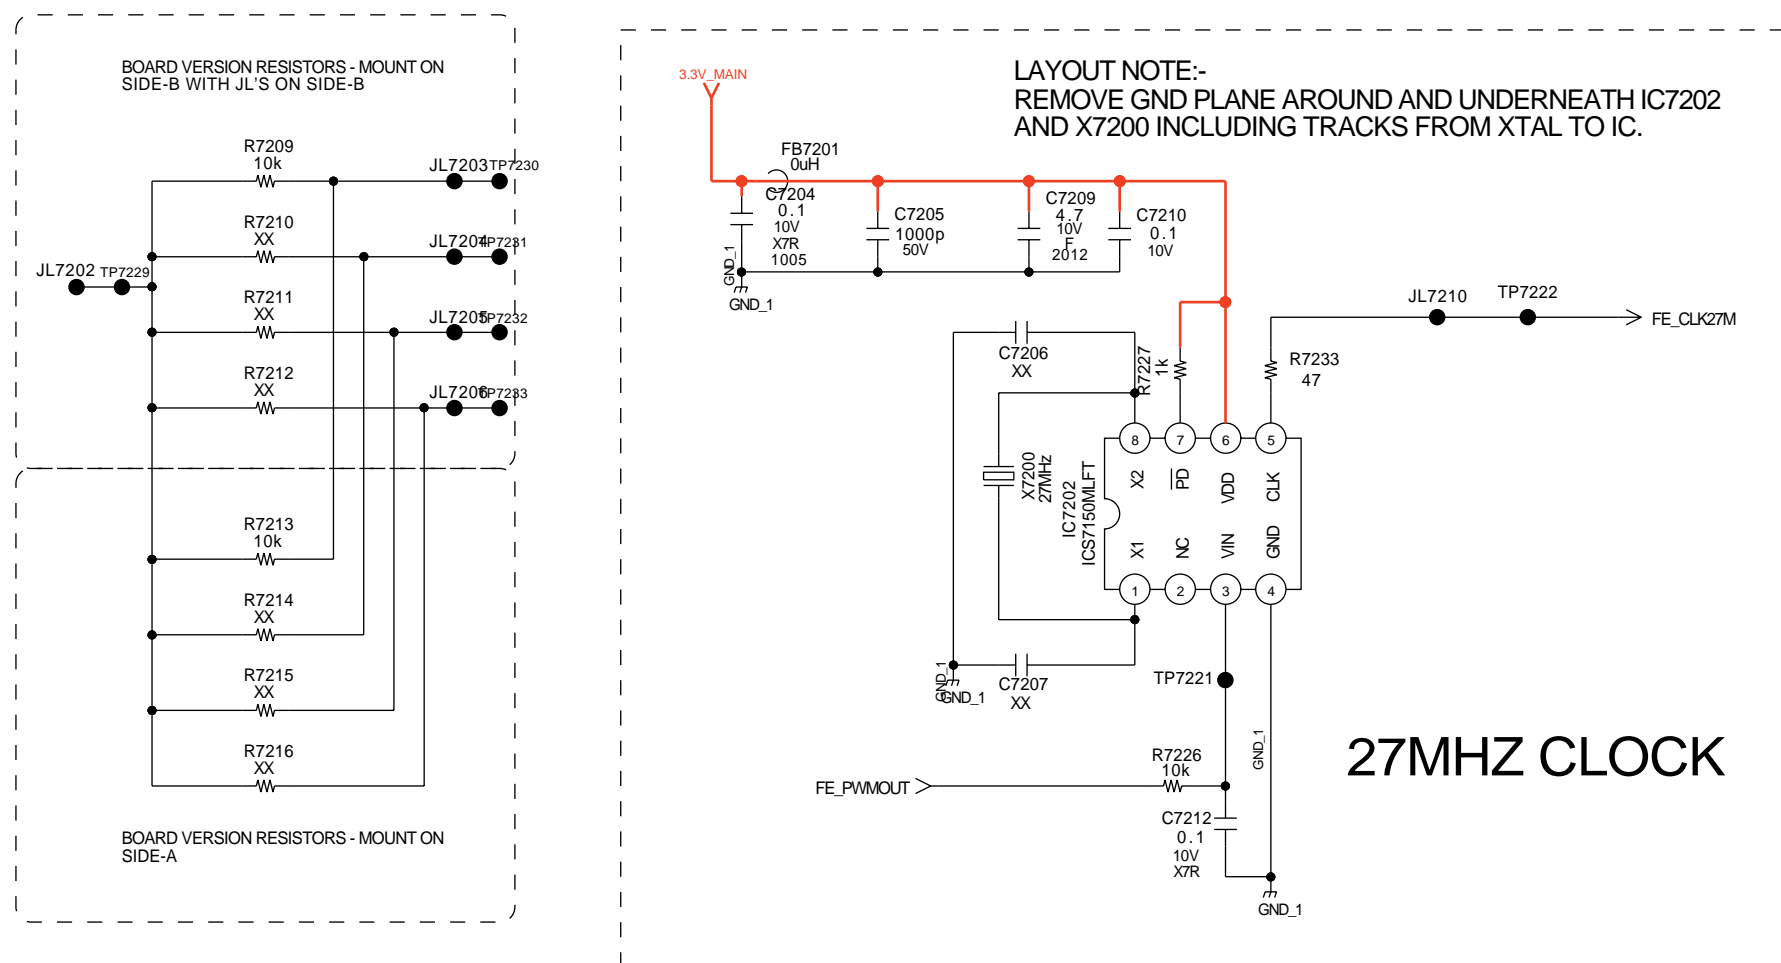 BOARD VERSION RESISTORS - MOUNT ON
SIDE-B WITH JL'S ON SIDE-B
R7209
10k
JL7203 TP7230
R7210
XX
JL7204 TP7231
JL7202 TP7229
R7211
XX
JL7205 TP7232
R7212
XX
JL7206 TP7233
R7213
10k
R7214
XX
R7215
XX
R7216
XX
BOARD VERSION RESISTORS - MOUNT ON
SIDE-A
3.3V_MAIN
LAYOUT NOTE:-
REMOVE GND PLANE AROUND AND UNDERNEATH IC7202
AND X7200 INCLUDING TRACKS FROM XTAL TO IC.
FB7201
0uH
C7204
0.1
10V
X7R
1005
GND_1
GND_1
C7205
1000p
50V
C7209
4.7
10V
F
2012
C7210
0.1
10V
JL7210
TP7222
FE_CLK27M
C7206
XX
R7227
1k
R7233
47
X7200
27MHz
IC7202
ICS7150MLFT
8
7
6
5
X2
PD
VDD
CLK
X1
NC
VIN
GND
1
2
3
4
GND_1
GND_1
C7207
XX
TP7221
GND_1
27MHZ CLOCK
FE_PWMOUT
R7226
10k
C7212
0.1
10V
X7R
GND_1